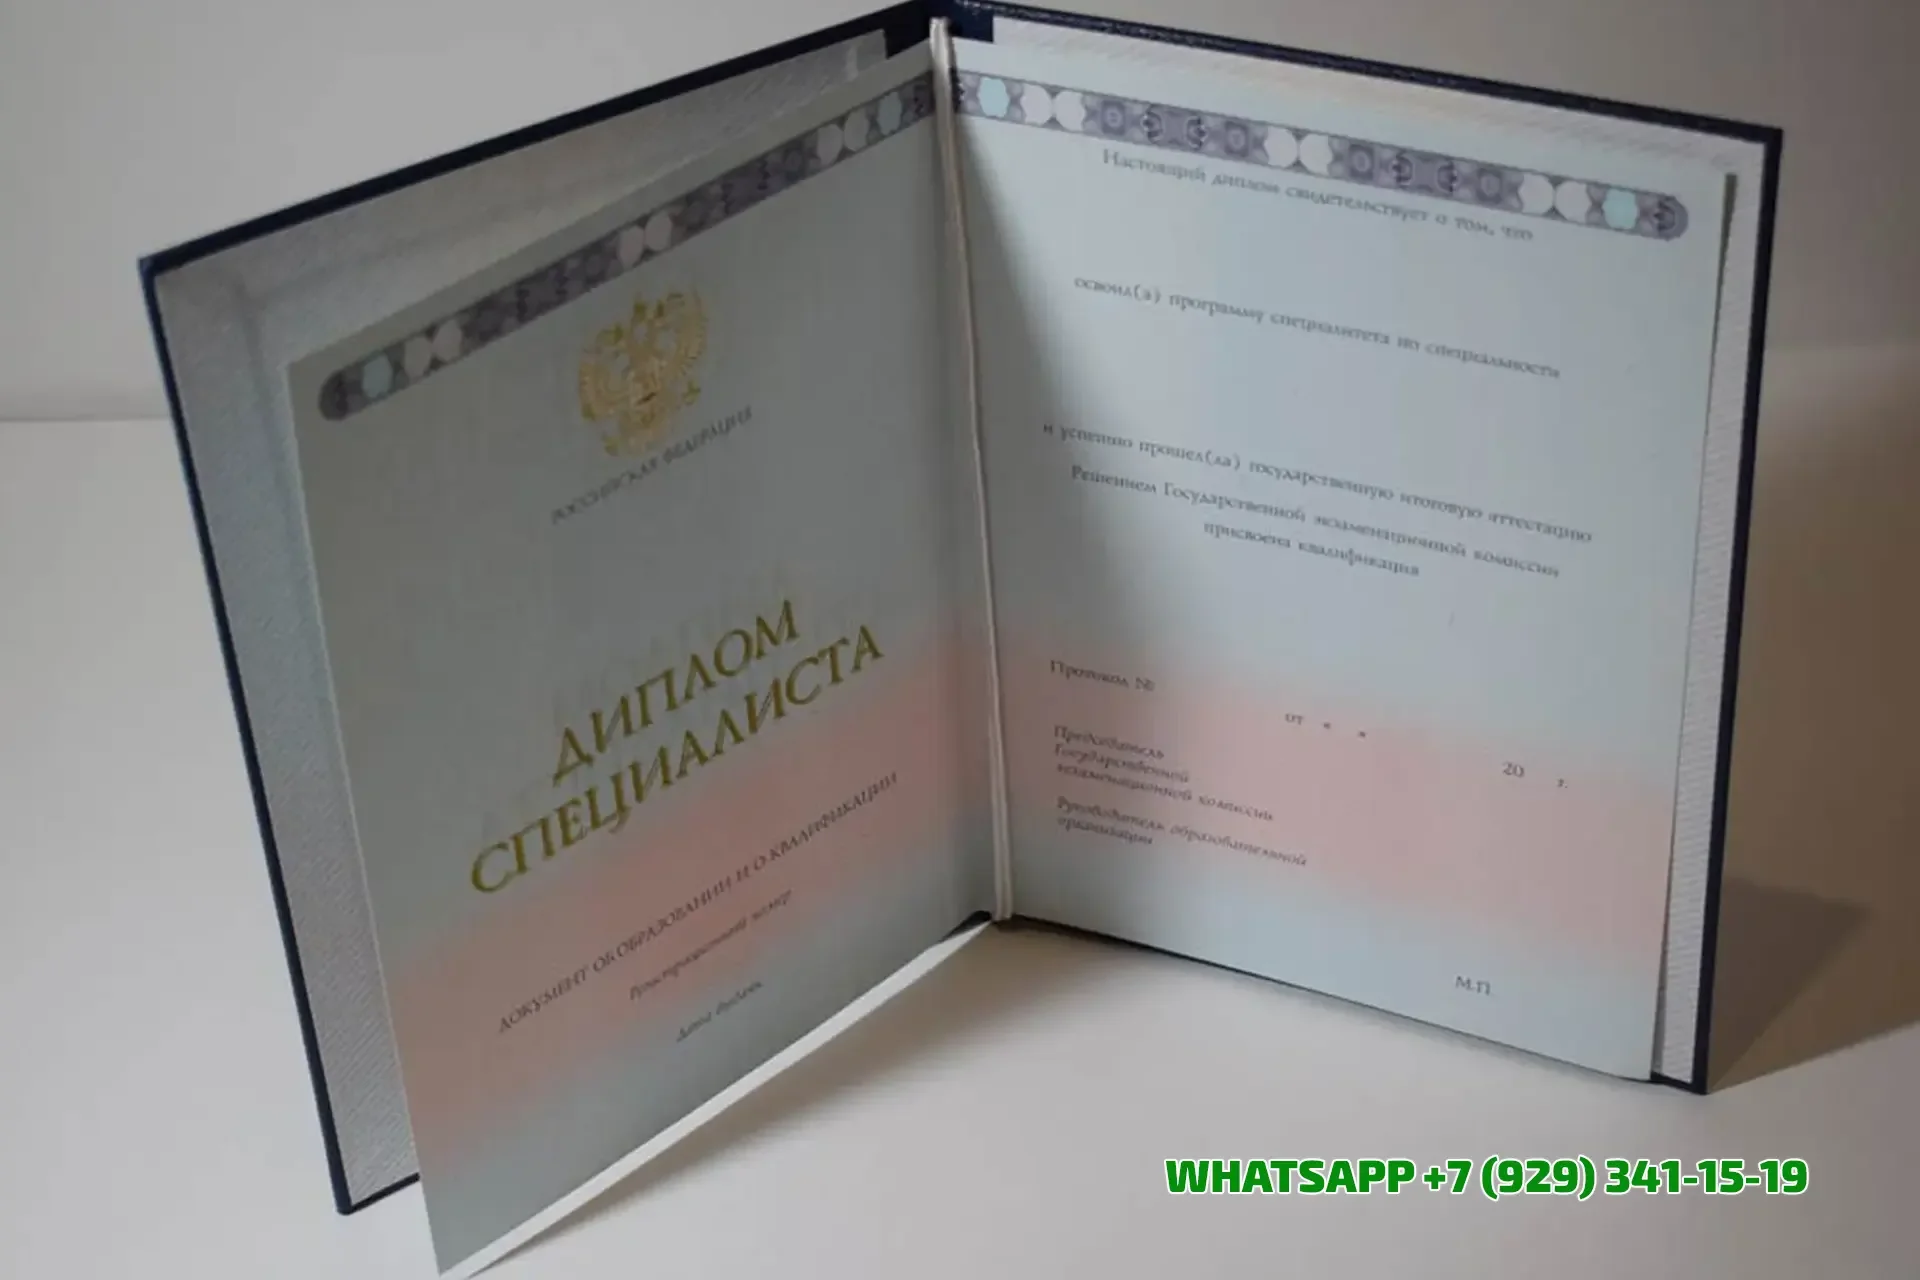 РОССИЙСКАЯ ФЕДЕРАЦИЯ
ДИПЛОМ
СПЕЦИАЛИСТА
ДОКУМЕНТ ОБ ОБРАЗОВАНИИ И О КВАЛИФИКАЦИИ
Регистрационный номер
Дата выдачи
Настоящий диплом свидетельствует о том, что
освоил(а) программу специалитета по специальности
и успешно прошел(ла) государственную итоговую аттестацию
Решением Государственной экзаменационной комиссии
присвоена квалификация
Протокол №
от « »
20 г.
Председатель
Государственной
экзаменационной комиссии
Руководитель образовательной
организации
М.П.
WHATSAPP +7 (929) 341-15-19